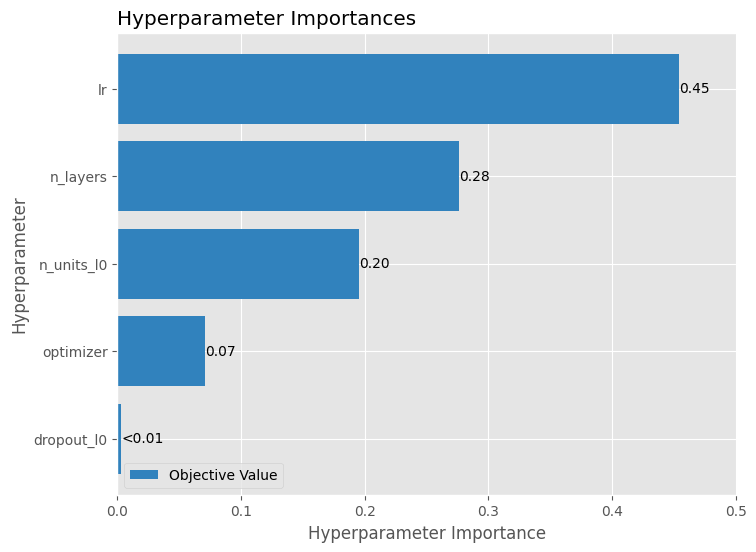 Hyperparameter Importances
Hyperparameter
lr
0.45
n_layers
0.28
n_units_l0
0.20
optimizer
0.07
dropout_l0
<0.01
Objective Value
0.0 0.1 0.2 0.3 0.4 0.5
Hyperparameter Importance